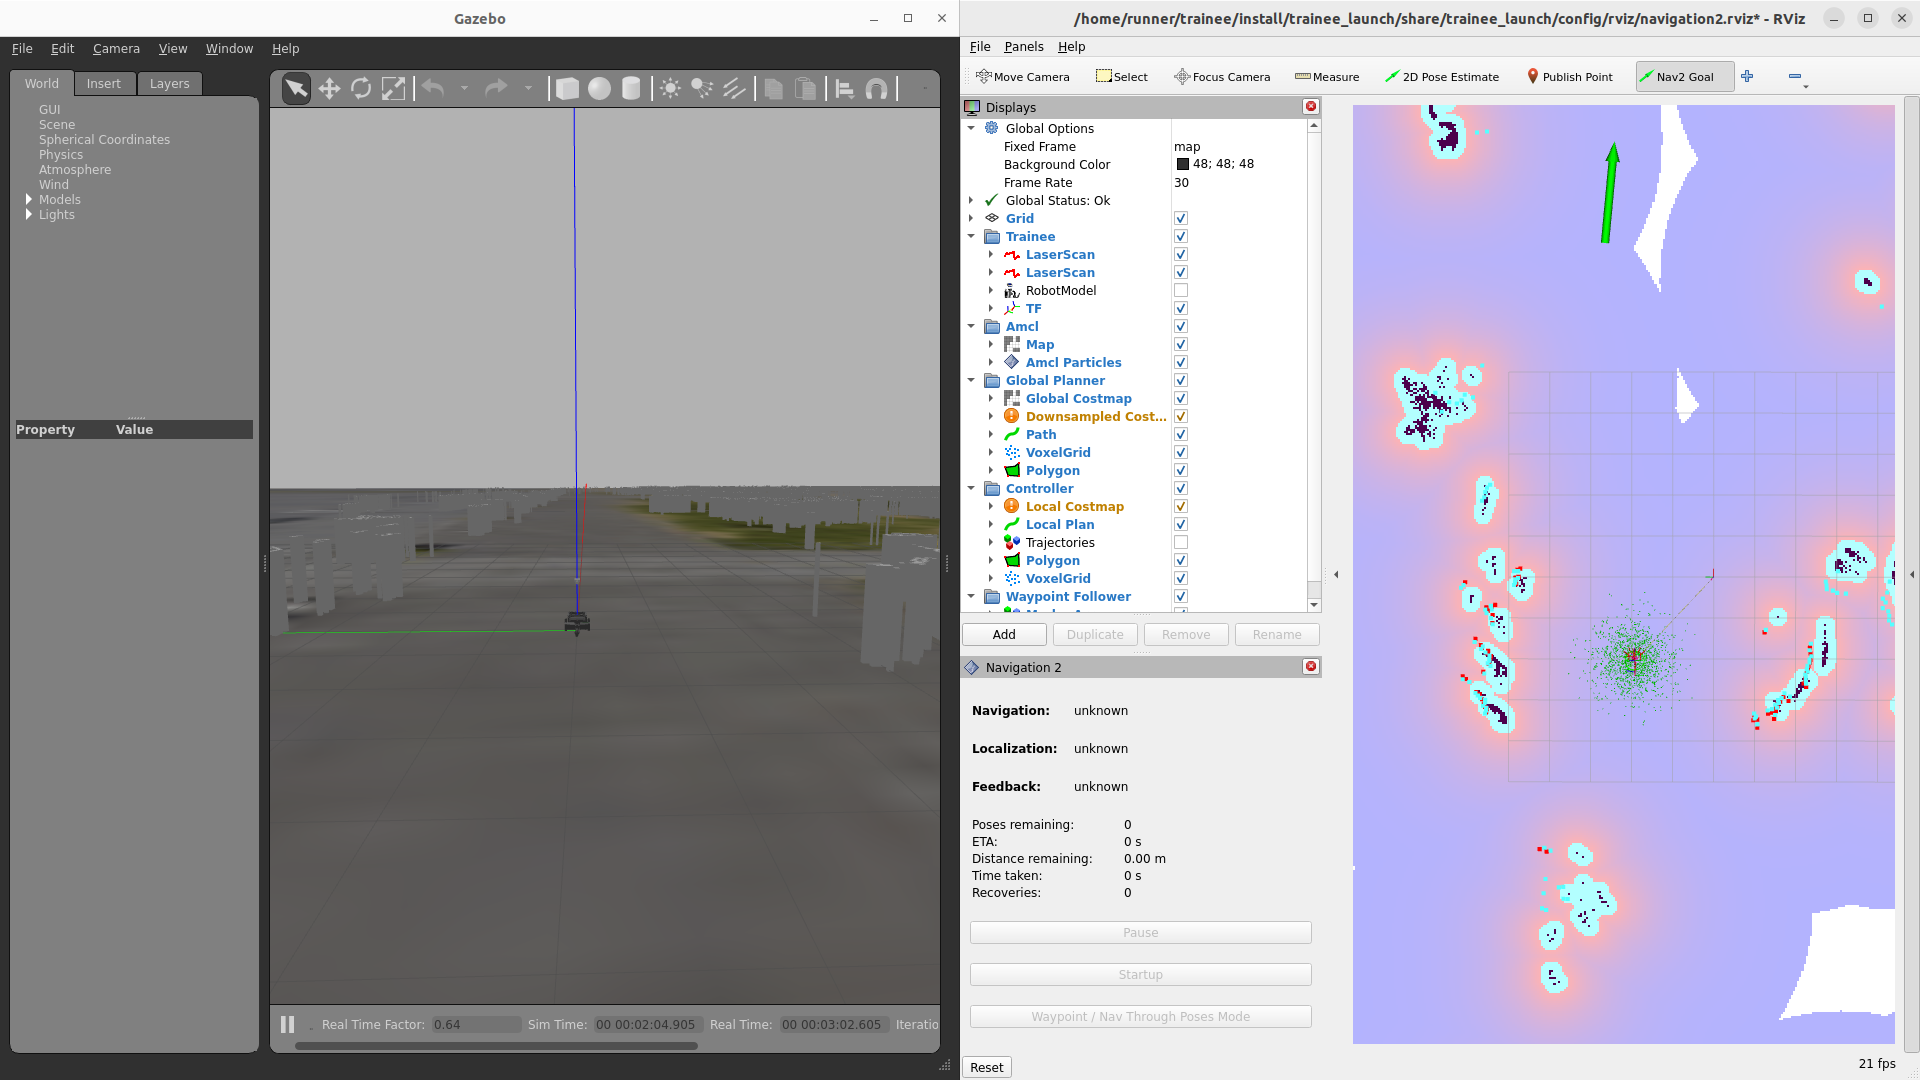 Gazebo
File Edit Camera View Window Help
World Insert Layers
GUI
Scene
Spherical Coordinates
Physics
Atmosphere
Wind
Models
Lights
Property Value
Real Time Factor: 0.64 Sim Time: 00 00:02:04.905 Real Time: 00 00:03:02.605 Iteratio
/home/runner/trainee/install/trainee_launch/share/trainee_launch/config/rviz/navigation2.rviz* - RViz
File Panels Help
Move Camera Select Focus Camera Measure 2D Pose Estimate Publish Point Nav2 Goal
Displays
Global Options
Fixed Frame map
Background Color 48; 48; 48
Frame Rate 30
Global Status: Ok
Grid
Trainee
LaserScan
LaserScan
RobotModel
TF
Amcl
Map
Amcl Particles
Global Planner
Global Costmap
Downsampled Cost...
Path
VoxelGrid
Polygon
Controller
Local Costmap
Local Plan
Trajectories
Polygon
VoxelGrid
Waypoint Follower
Add Duplicate Remove Rename
Navigation 2
Navigation: unknown
Localization: unknown
Feedback: unknown
Poses remaining: 0
ETA: 0 s
Distance remaining: 0.00 m
Time taken: 0 s
Recoveries: 0
Pause
Startup
Waypoint / Nav Through Poses Mode
Reset
21 fps